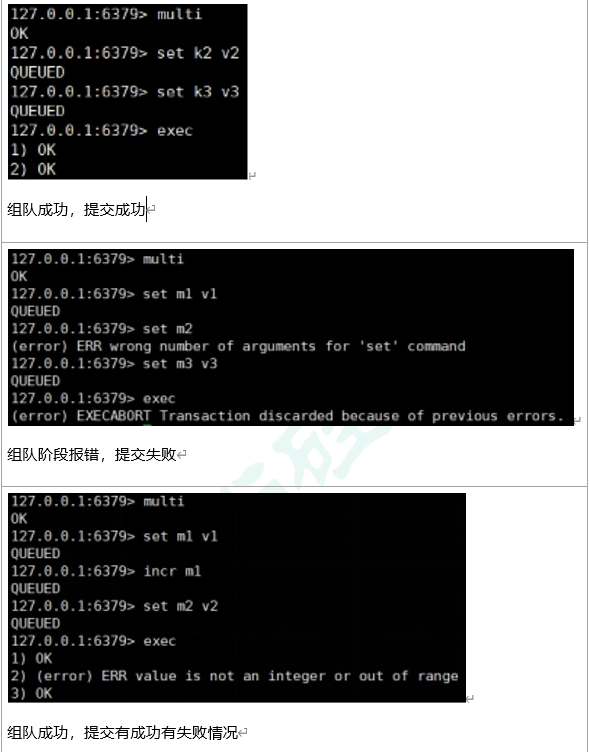 127.0.0.1:6379> multi
OK
127.0.0.1:6379> set k2 v2
QUEUED
127.0.0.1:6379> set k3 v3
QUEUED
127.0.0.1:6379> exec
1) OK
2) OK
组队成功，提交成功
127.0.0.1:6379> multi
OK
127.0.0.1:6379> set m1 v1
QUEUED
127.0.0.1:6379> set m2
(error) ERR wrong number of arguments for 'set' command
127.0.0.1:6379> set m3 v3
QUEUED
127.0.0.1:6379> exec
(error) EXECABORT Transaction discarded because of previous errors.
组队阶段报错，提交失败
127.0.0.1:6379> multi
OK
127.0.0.1:6379> set m1 v1
QUEUED
127.0.0.1:6379> incr m1
QUEUED
127.0.0.1:6379> set m2 v2
QUEUED
127.0.0.1:6379> exec
1) OK
2) (error) ERR value is not an integer or out of range
3) OK
组队成功，提交有成功有失败情况